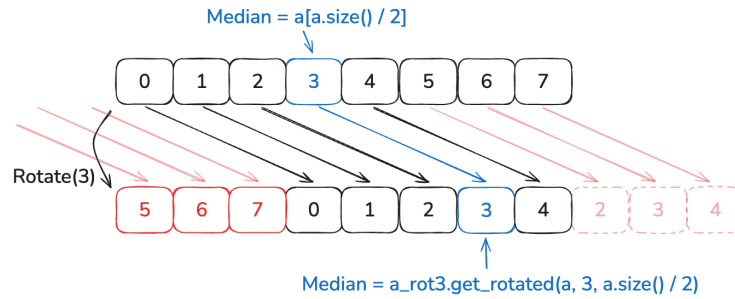 Median = a[a.size() / 2]
0 1 2 3 4 5 6 7
Rotate(3)
5 6 7 0 1 2 3 4 2 3 4
Median = a_rot3.get_rotated(a, 3, a.size() / 2)